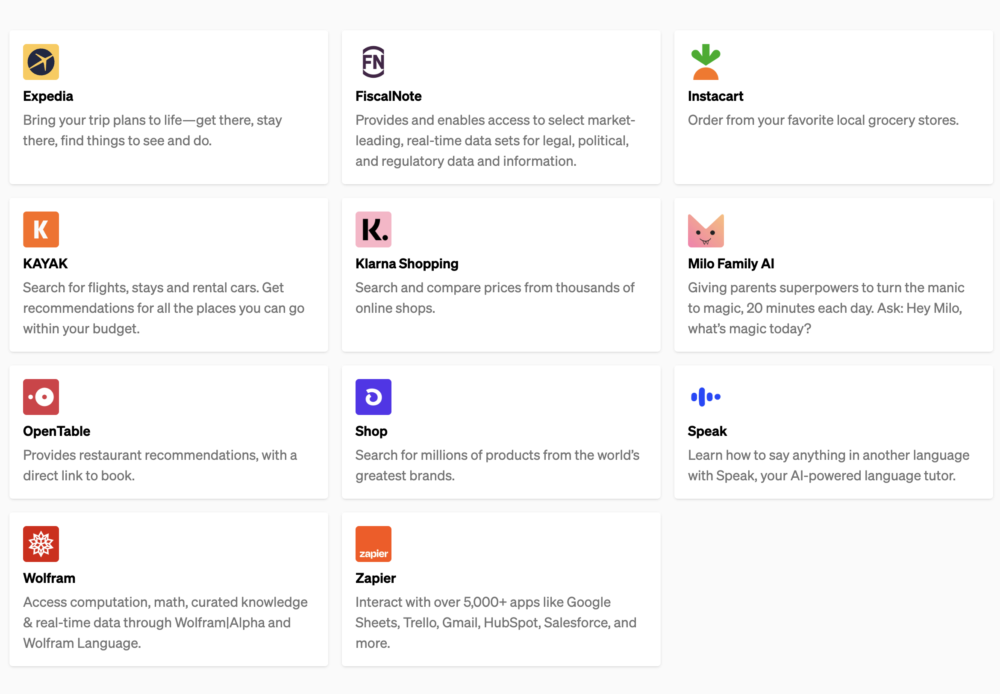 FN
Expedia
Bring your trip plans to life—get there, stay
there, find things to see and do.
FiscalNote
Provides and enables access to select market-
leading, real-time data sets for legal, political,
and regulatory data and information.
Instacart
Order from your favorite local grocery stores.
K
KAYAK
Search for flights, stays and rental cars. Get
recommendations for all the places you can go
within your budget.
K.
Klarna Shopping
Search and compare prices from thousands of
online shops.
Milo Family AI
Giving parents superpowers to turn the manic
to magic, 20 minutes each day. Ask: Hey Milo,
what’s magic today?
OpenTable
Provides restaurant recommendations, with a
direct link to book.
Shop
Search for millions of products from the world’s
greatest brands.
Speak
Learn how to say anything in another language
with Speak, your AI-powered language tutor.
Wolfram
Access computation, math, curated knowledge
& real-time data through Wolfram|Alpha and
Wolfram Language.
zapier
Zapier
Interact with over 5,000+ apps like Google
Sheets, Trello, Gmail, HubSpot, Salesforce, and
more.